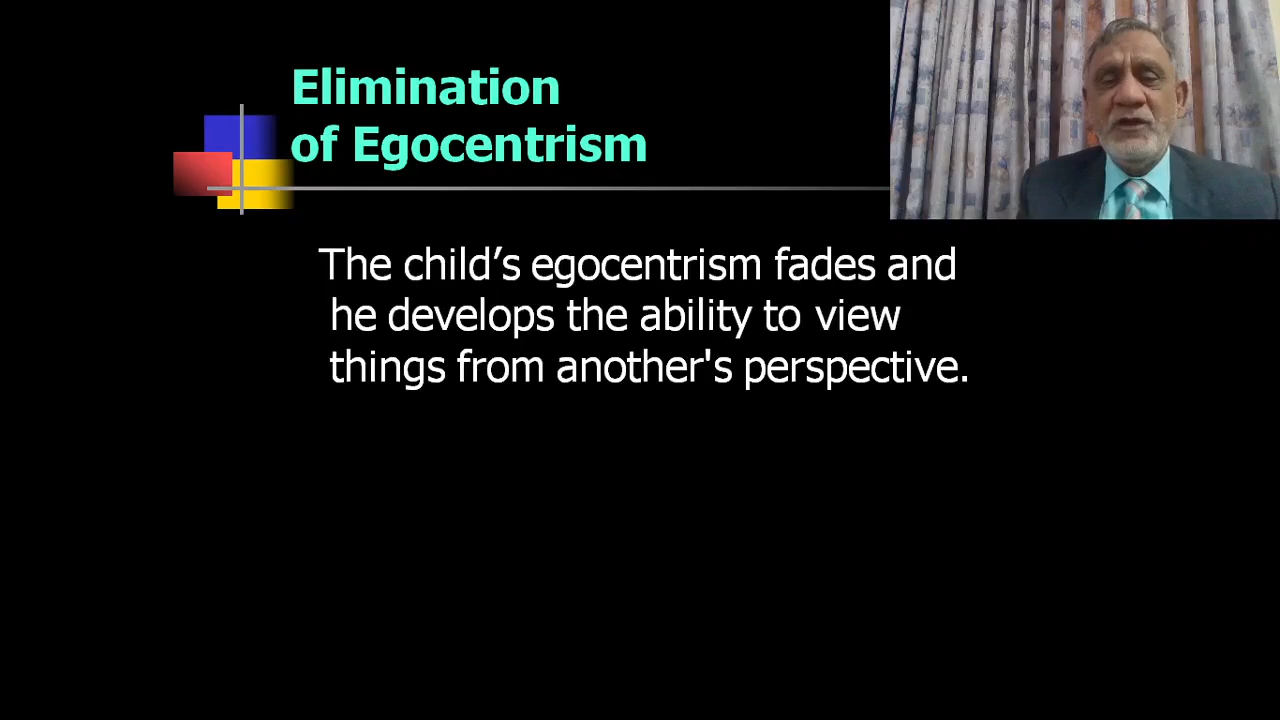 Elimination
of Egocentrism
The child’s egocentrism fades and
he develops the ability to view
things from another's perspective.